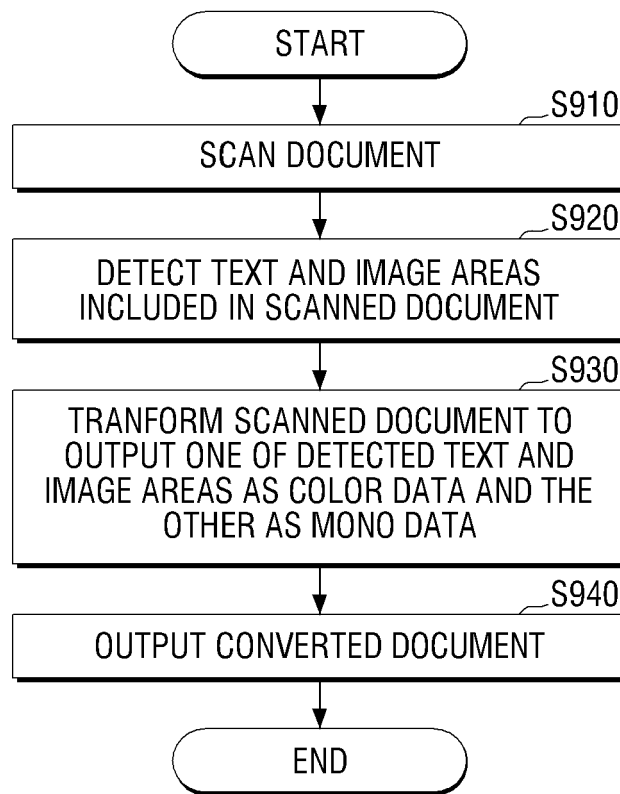 START
S910
SCAN DOCUMENT
S920
DETECT TEXT AND IMAGE AREAS
INCLUDED IN SCANNED DOCUMENT
S930
TRANFORM SCANNED DOCUMENT TO
OUTPUT ONE OF DETECTED TEXT AND
IMAGE AREAS AS COLOR DATA AND THE
OTHER AS MONO DATA
S940
OUTPUT CONVERTED DOCUMENT
END